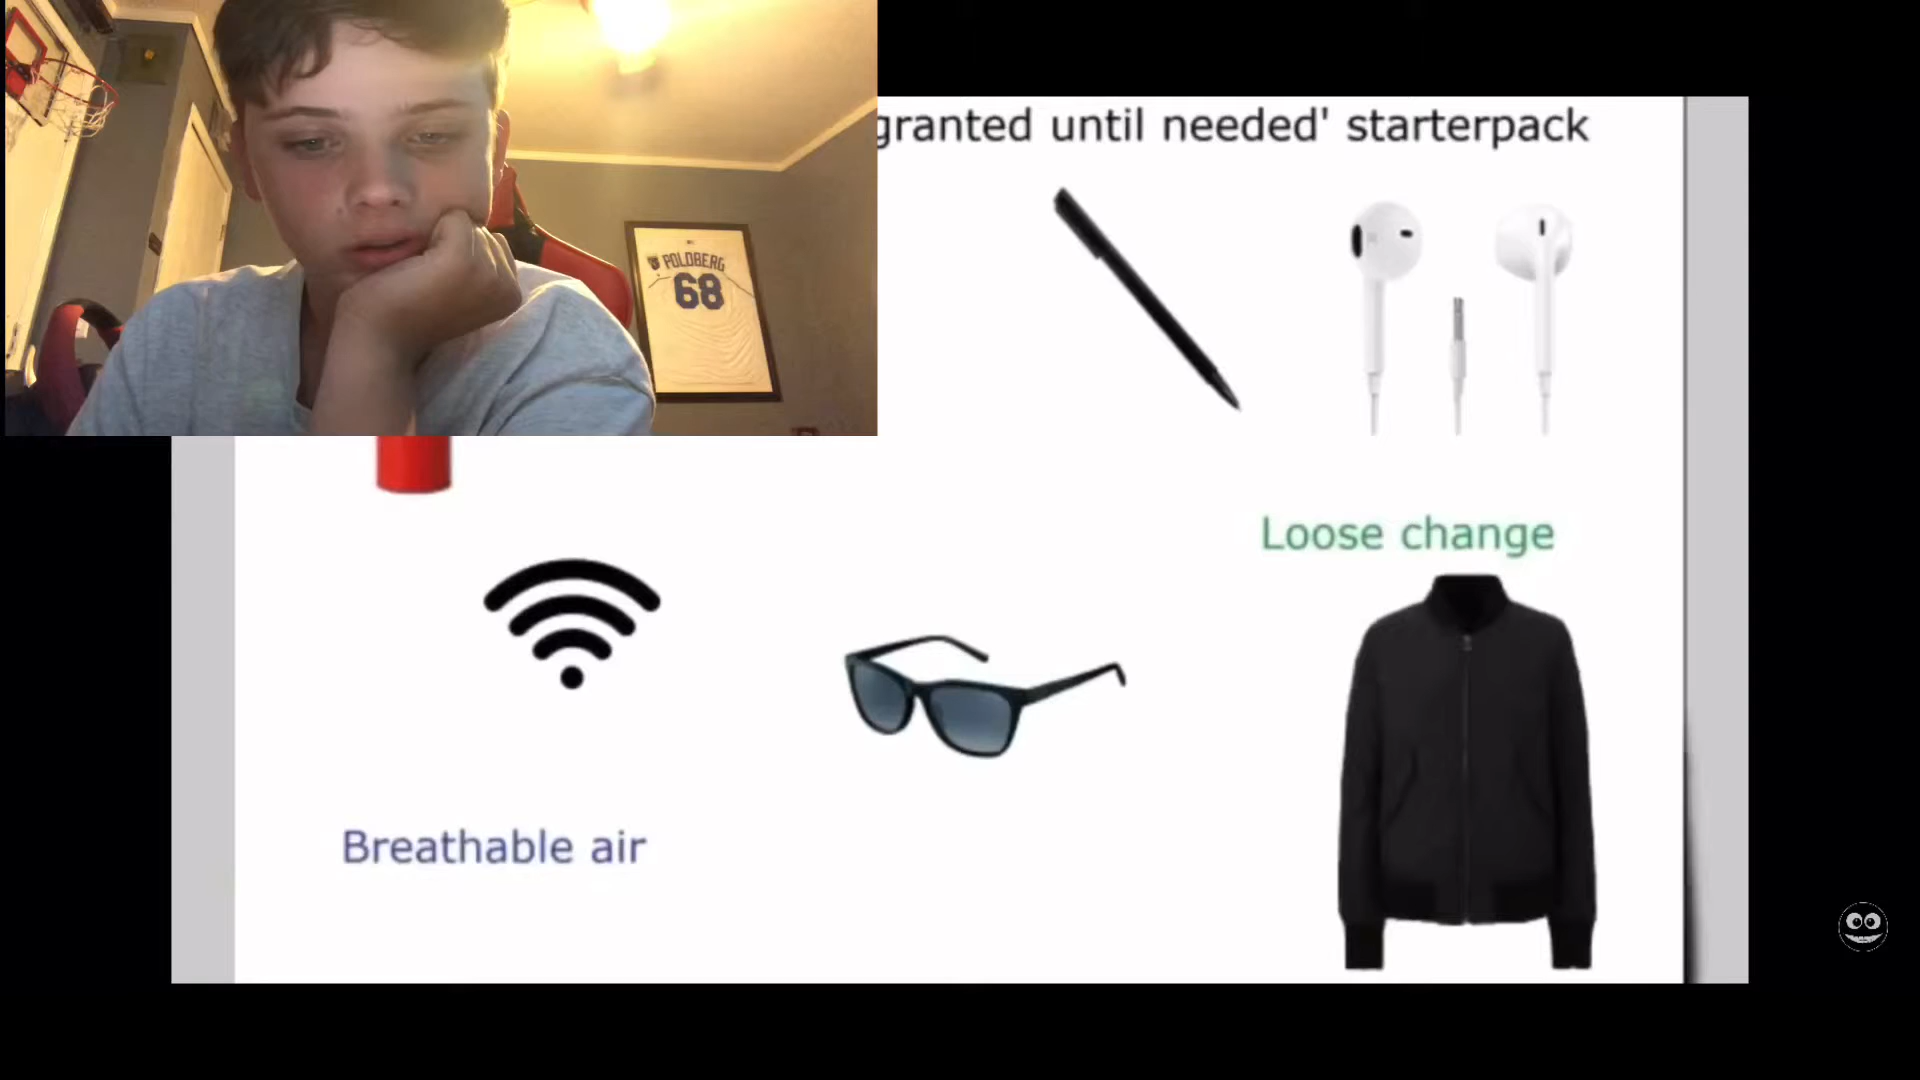 granted until needed' starterpack
POLDBERG
68
Loose change
Breathable air